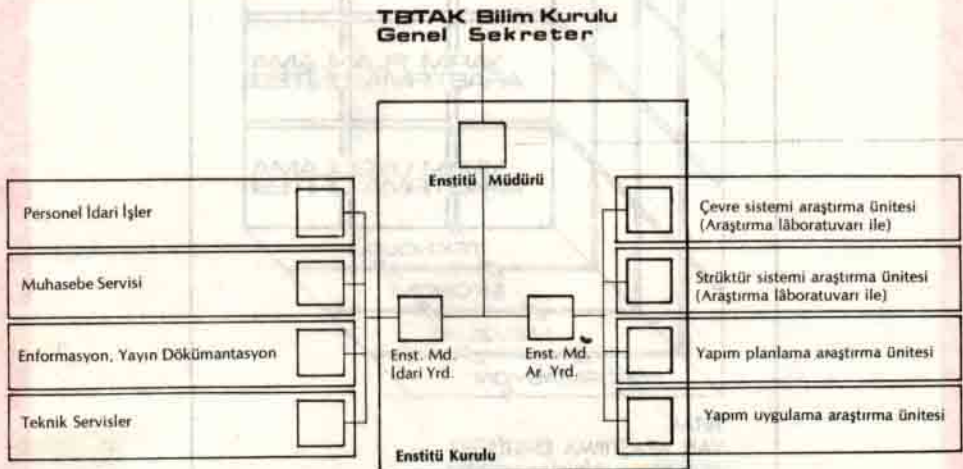 TBTAK Bilim Kurulu
Genel Sekreter
Enstitü Müdürü
Personel İdari İşler
Muhasebe Servisi
Enformasyon, Yayın Dökümantasyon
Teknik Servisler
Enst. Md.
İdari Yrd.
Enst. Md.
Ar. Yrd.
Çevre sistemi araştırma ünitesi
(Araştırma lâboratuvarı ile)
Strüktür sistemi araştırma ünitesi
(Araştırma lâboratuvarı ile)
Yapım planlama araştırma ünitesi
Yapım uygulama araştırma ünitesi
Enstitü Kurulu